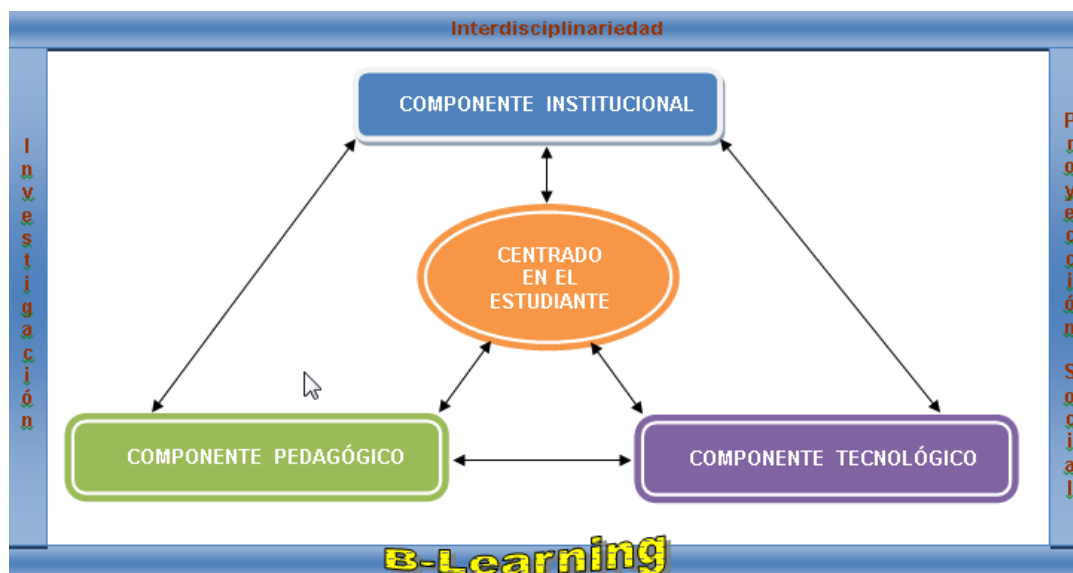 Interdisciplinariedad
COMPONENTE INSTITUCIONAL
Investigación
Proyección Social
CENTRADO
EN EL
ESTUDIANTE
COMPONENTE PEDAGÓGICO
COMPONENTE TECNOLÓGICO
B-Learning